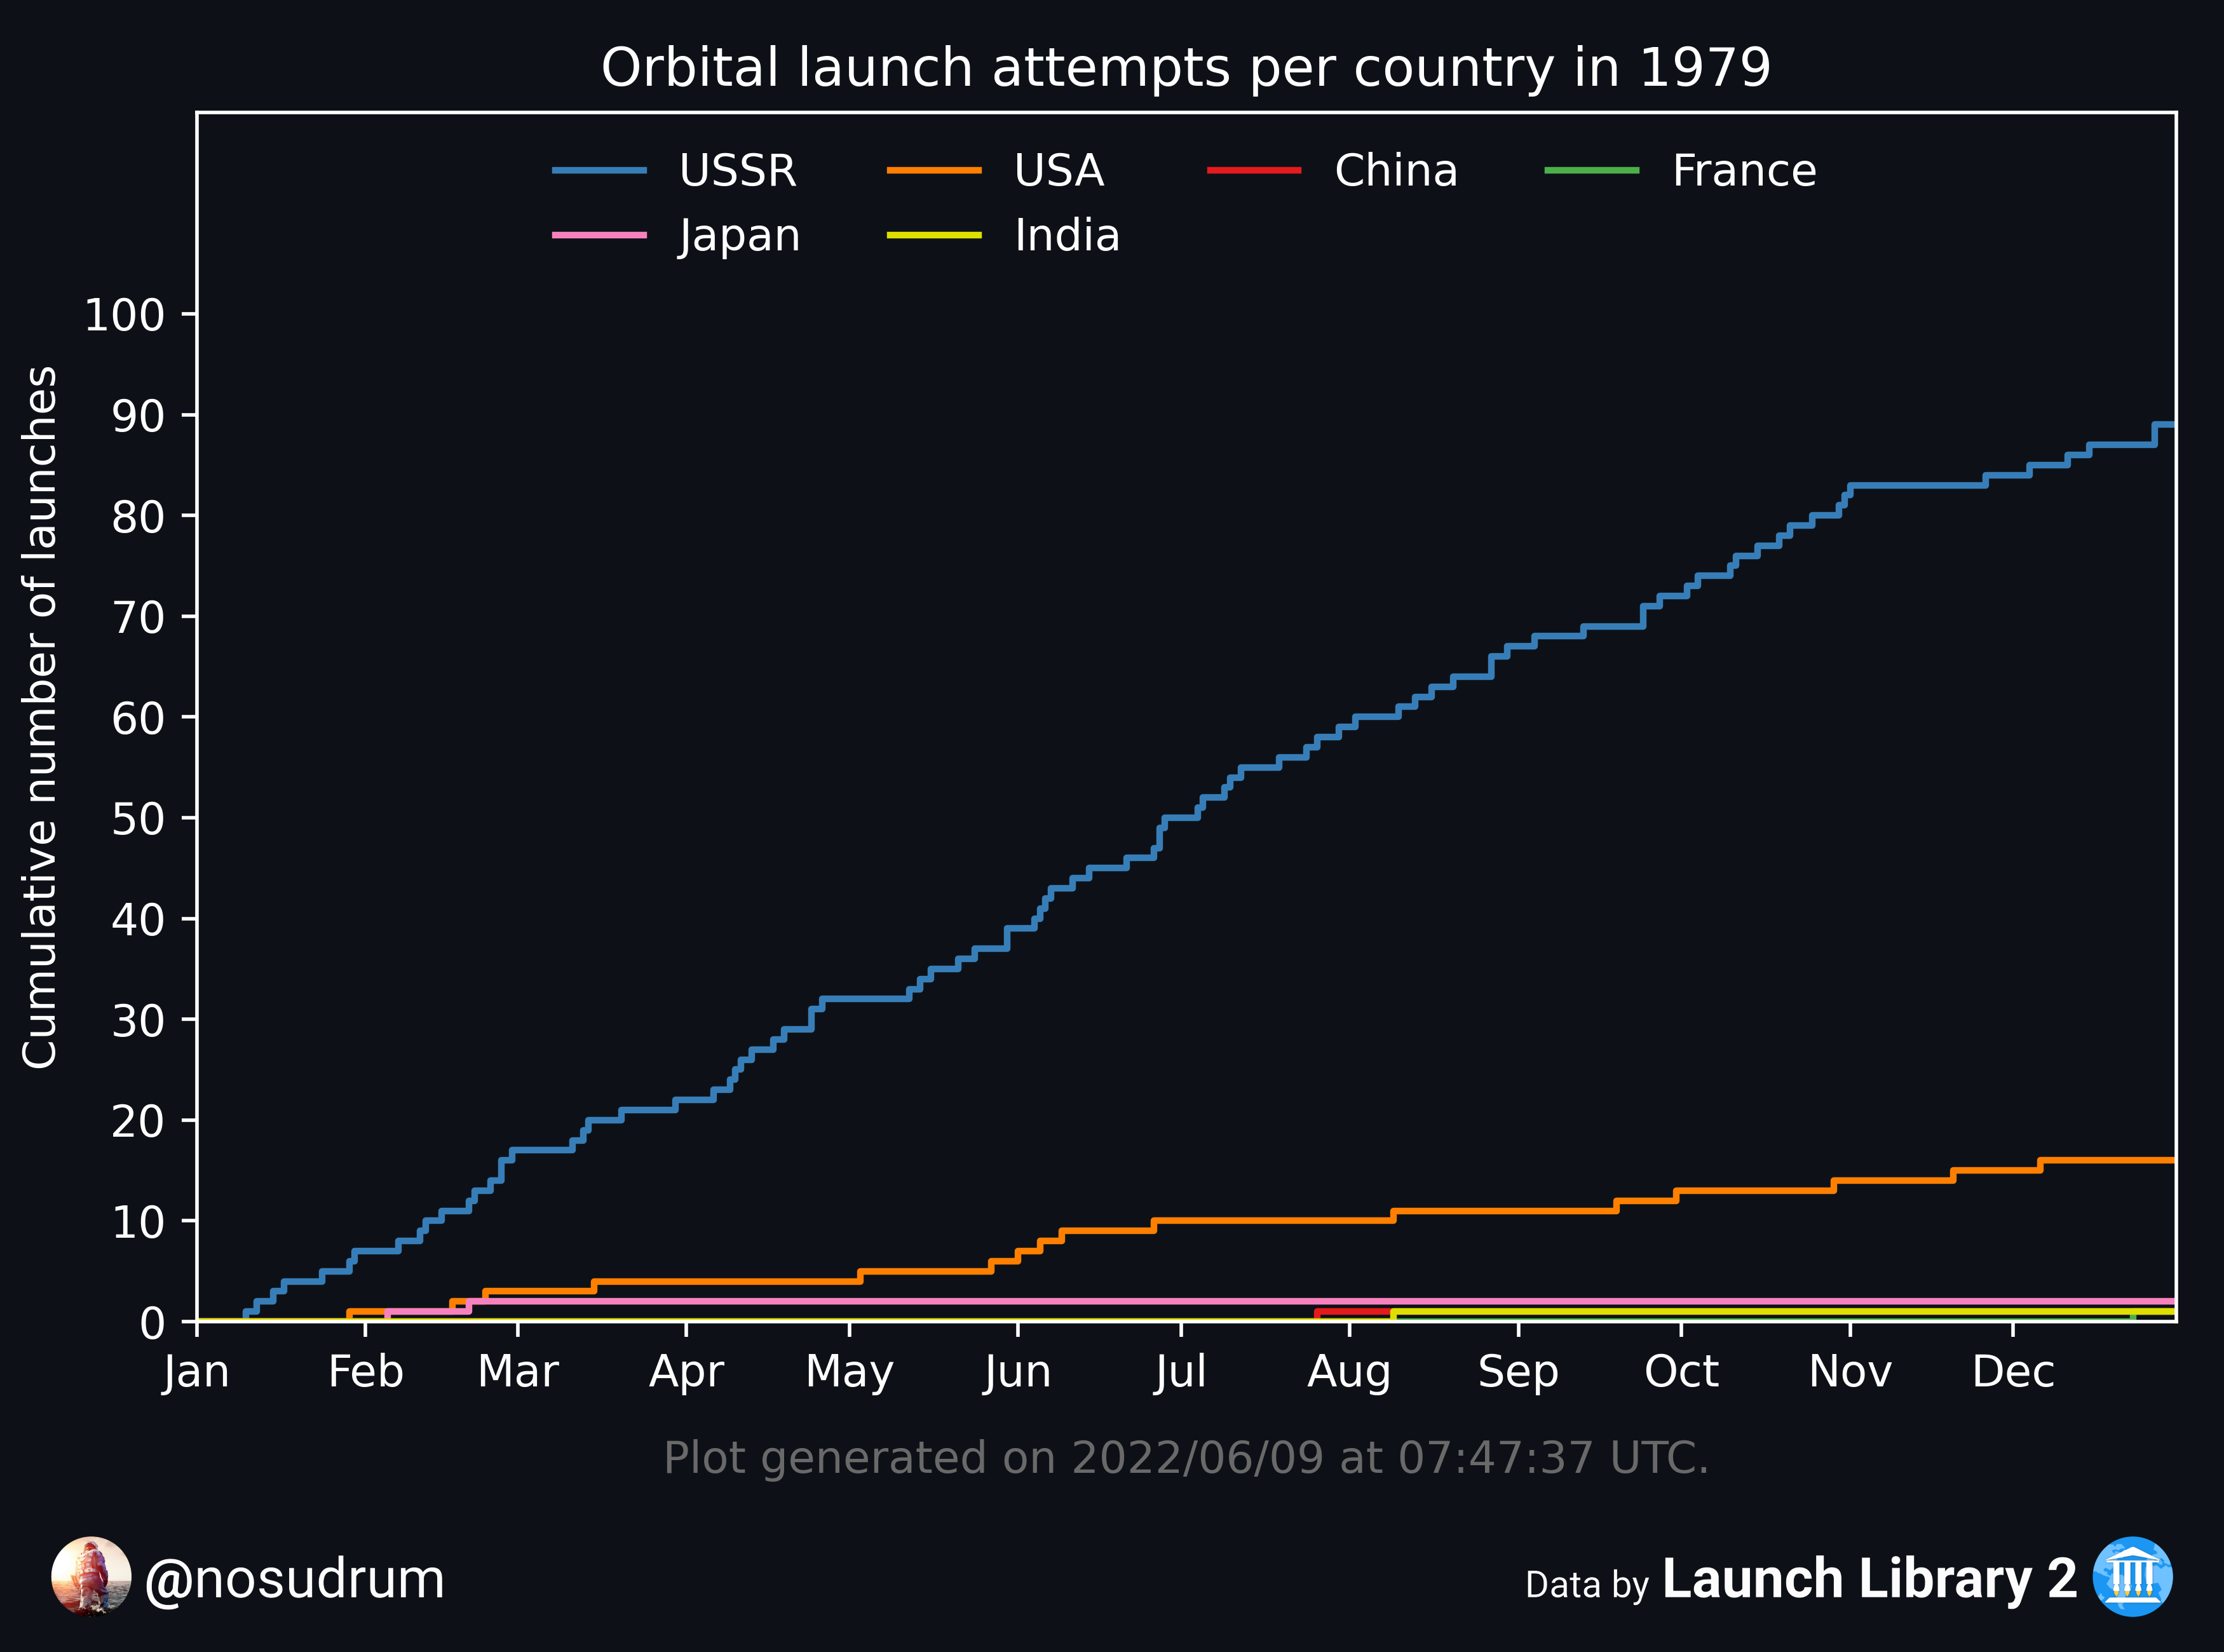 Orbital launch attempts per country in 1979
USSR USA China France
Japan India
Cumulative number of launches
100
90
80
70
60
50
40
30
20
10
0
Jan Feb Mar Apr May Jun Jul Aug Sep Oct Nov Dec
Plot generated on 2022/06/09 at 07:47:37 UTC.
@nosudrum
Data by Launch Library 2